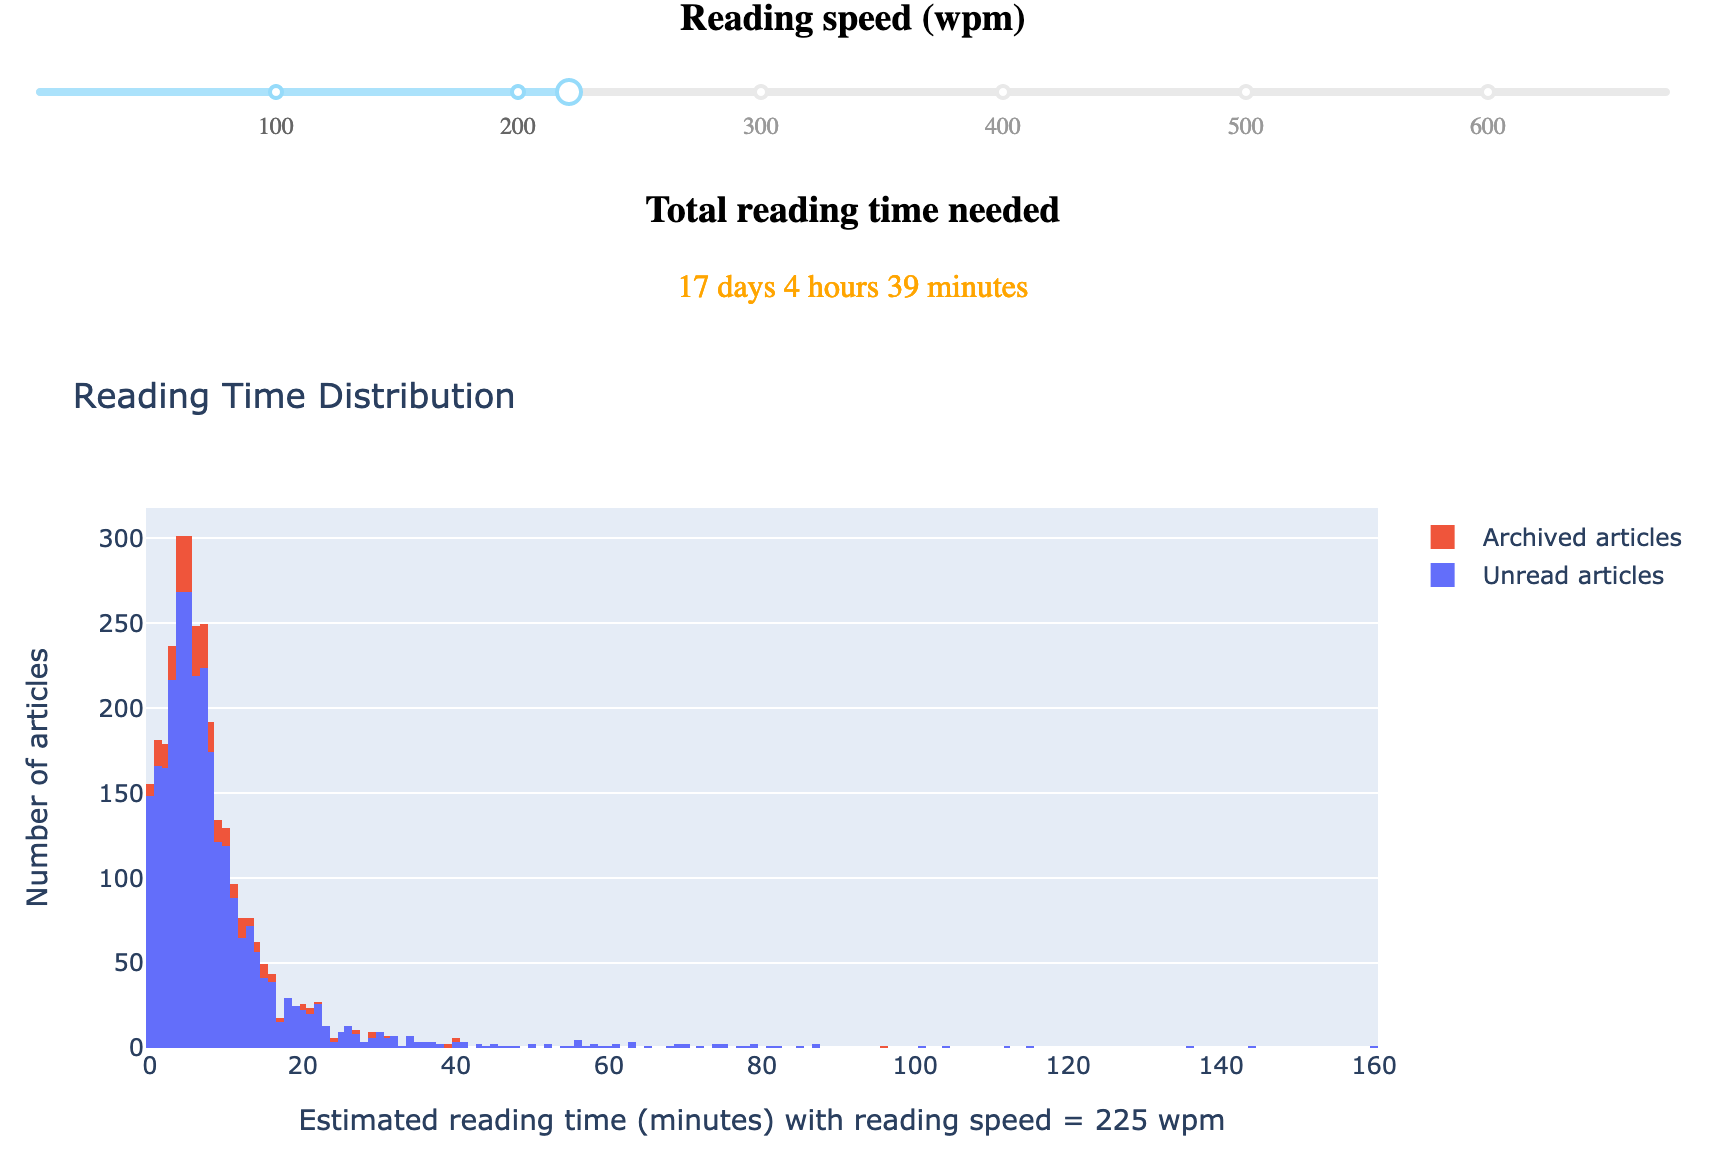 Reading speed (wpm)
100 200 300 400 500 600
Total reading time needed
17 days 4 hours 39 minutes
Reading Time Distribution
Archived articles
Unread articles
Number of articles
300
250
200
150
100
50
0
0 20 40 60 80 100 120 140 160
Estimated reading time (minutes) with reading speed = 225 wpm